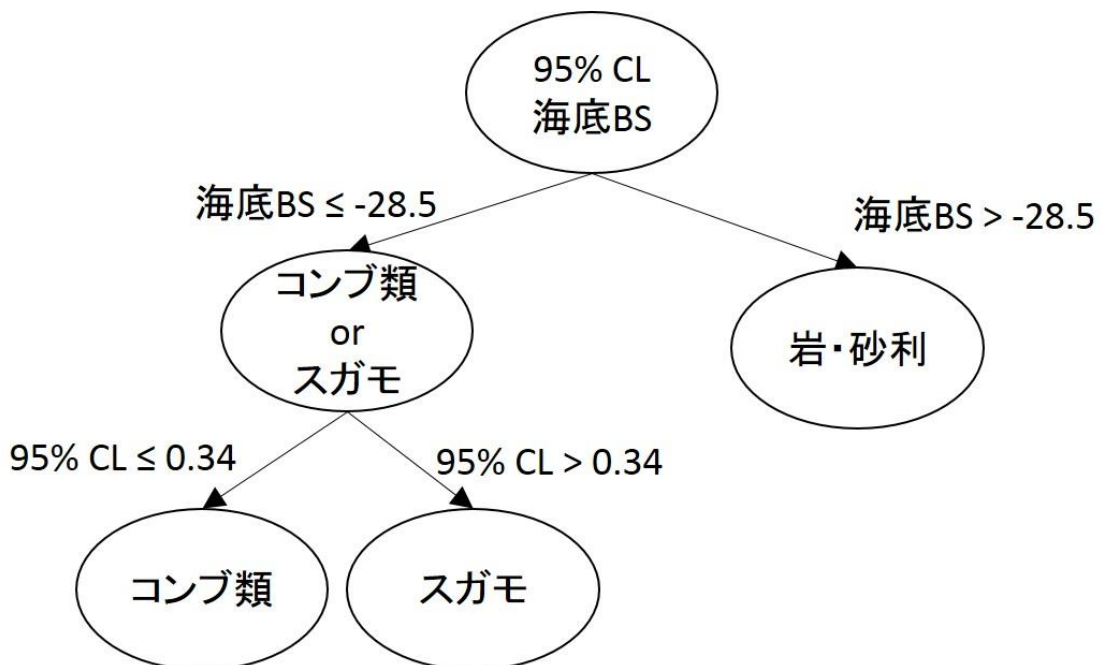 95% CL
海底BS
海底BS ≤ -28.5
海底BS > -28.5
コンブ類
or
スガモ
岩・砂利
95% CL ≤ 0.34
95% CL > 0.34
コンブ類
スガモ